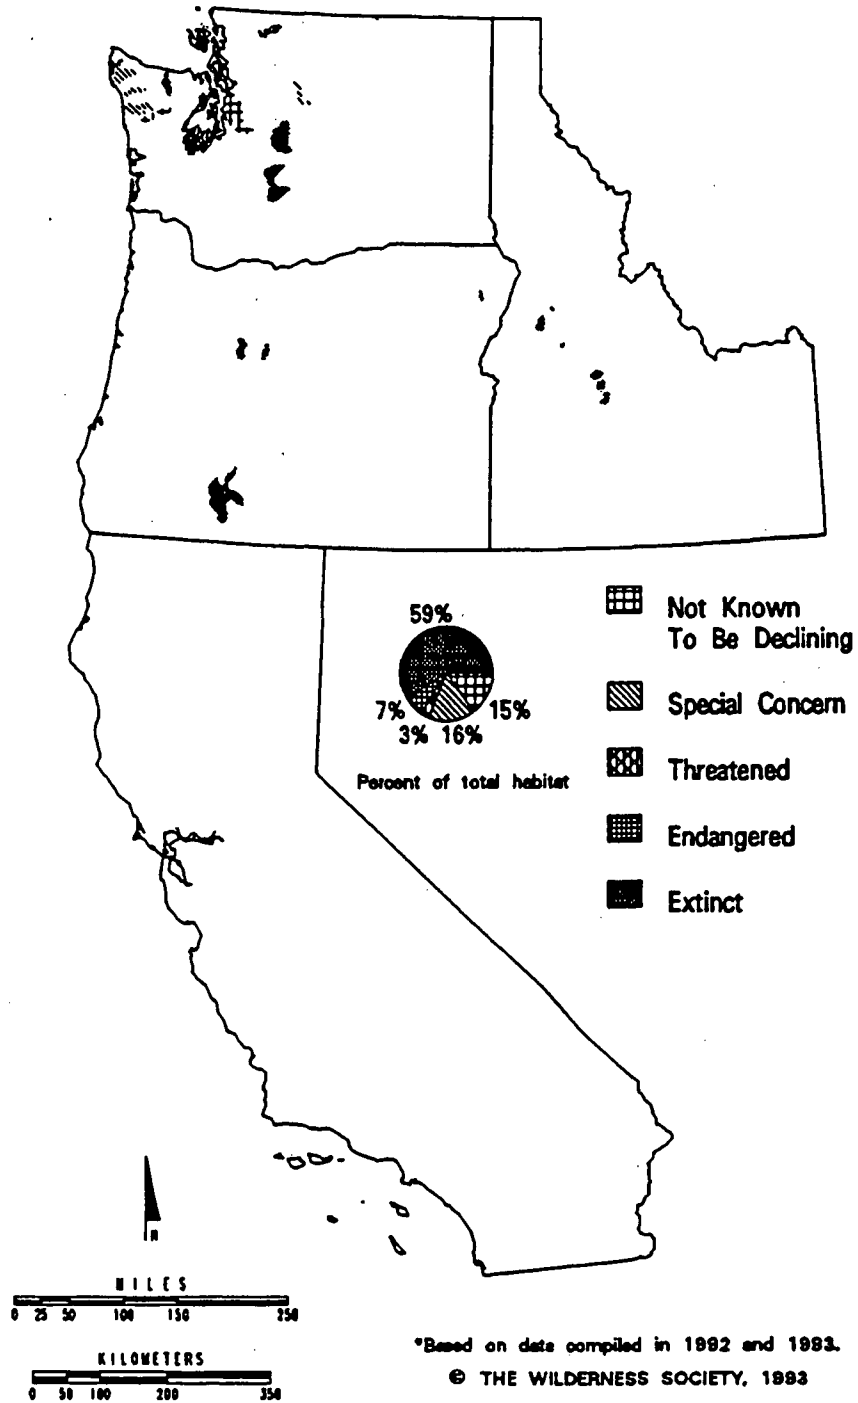 59%
7%
15%
3%
16%
Percent of total habitat
Not Known
To Be Declining
Special Concern
Threatened
Endangered
Extinct
N
MILES
0 25 50 100 150 250
KILOMETERS
0 50 100 200 350
*Based on data compiled in 1992 and 1993.
© THE WILDERNESS SOCIETY, 1993